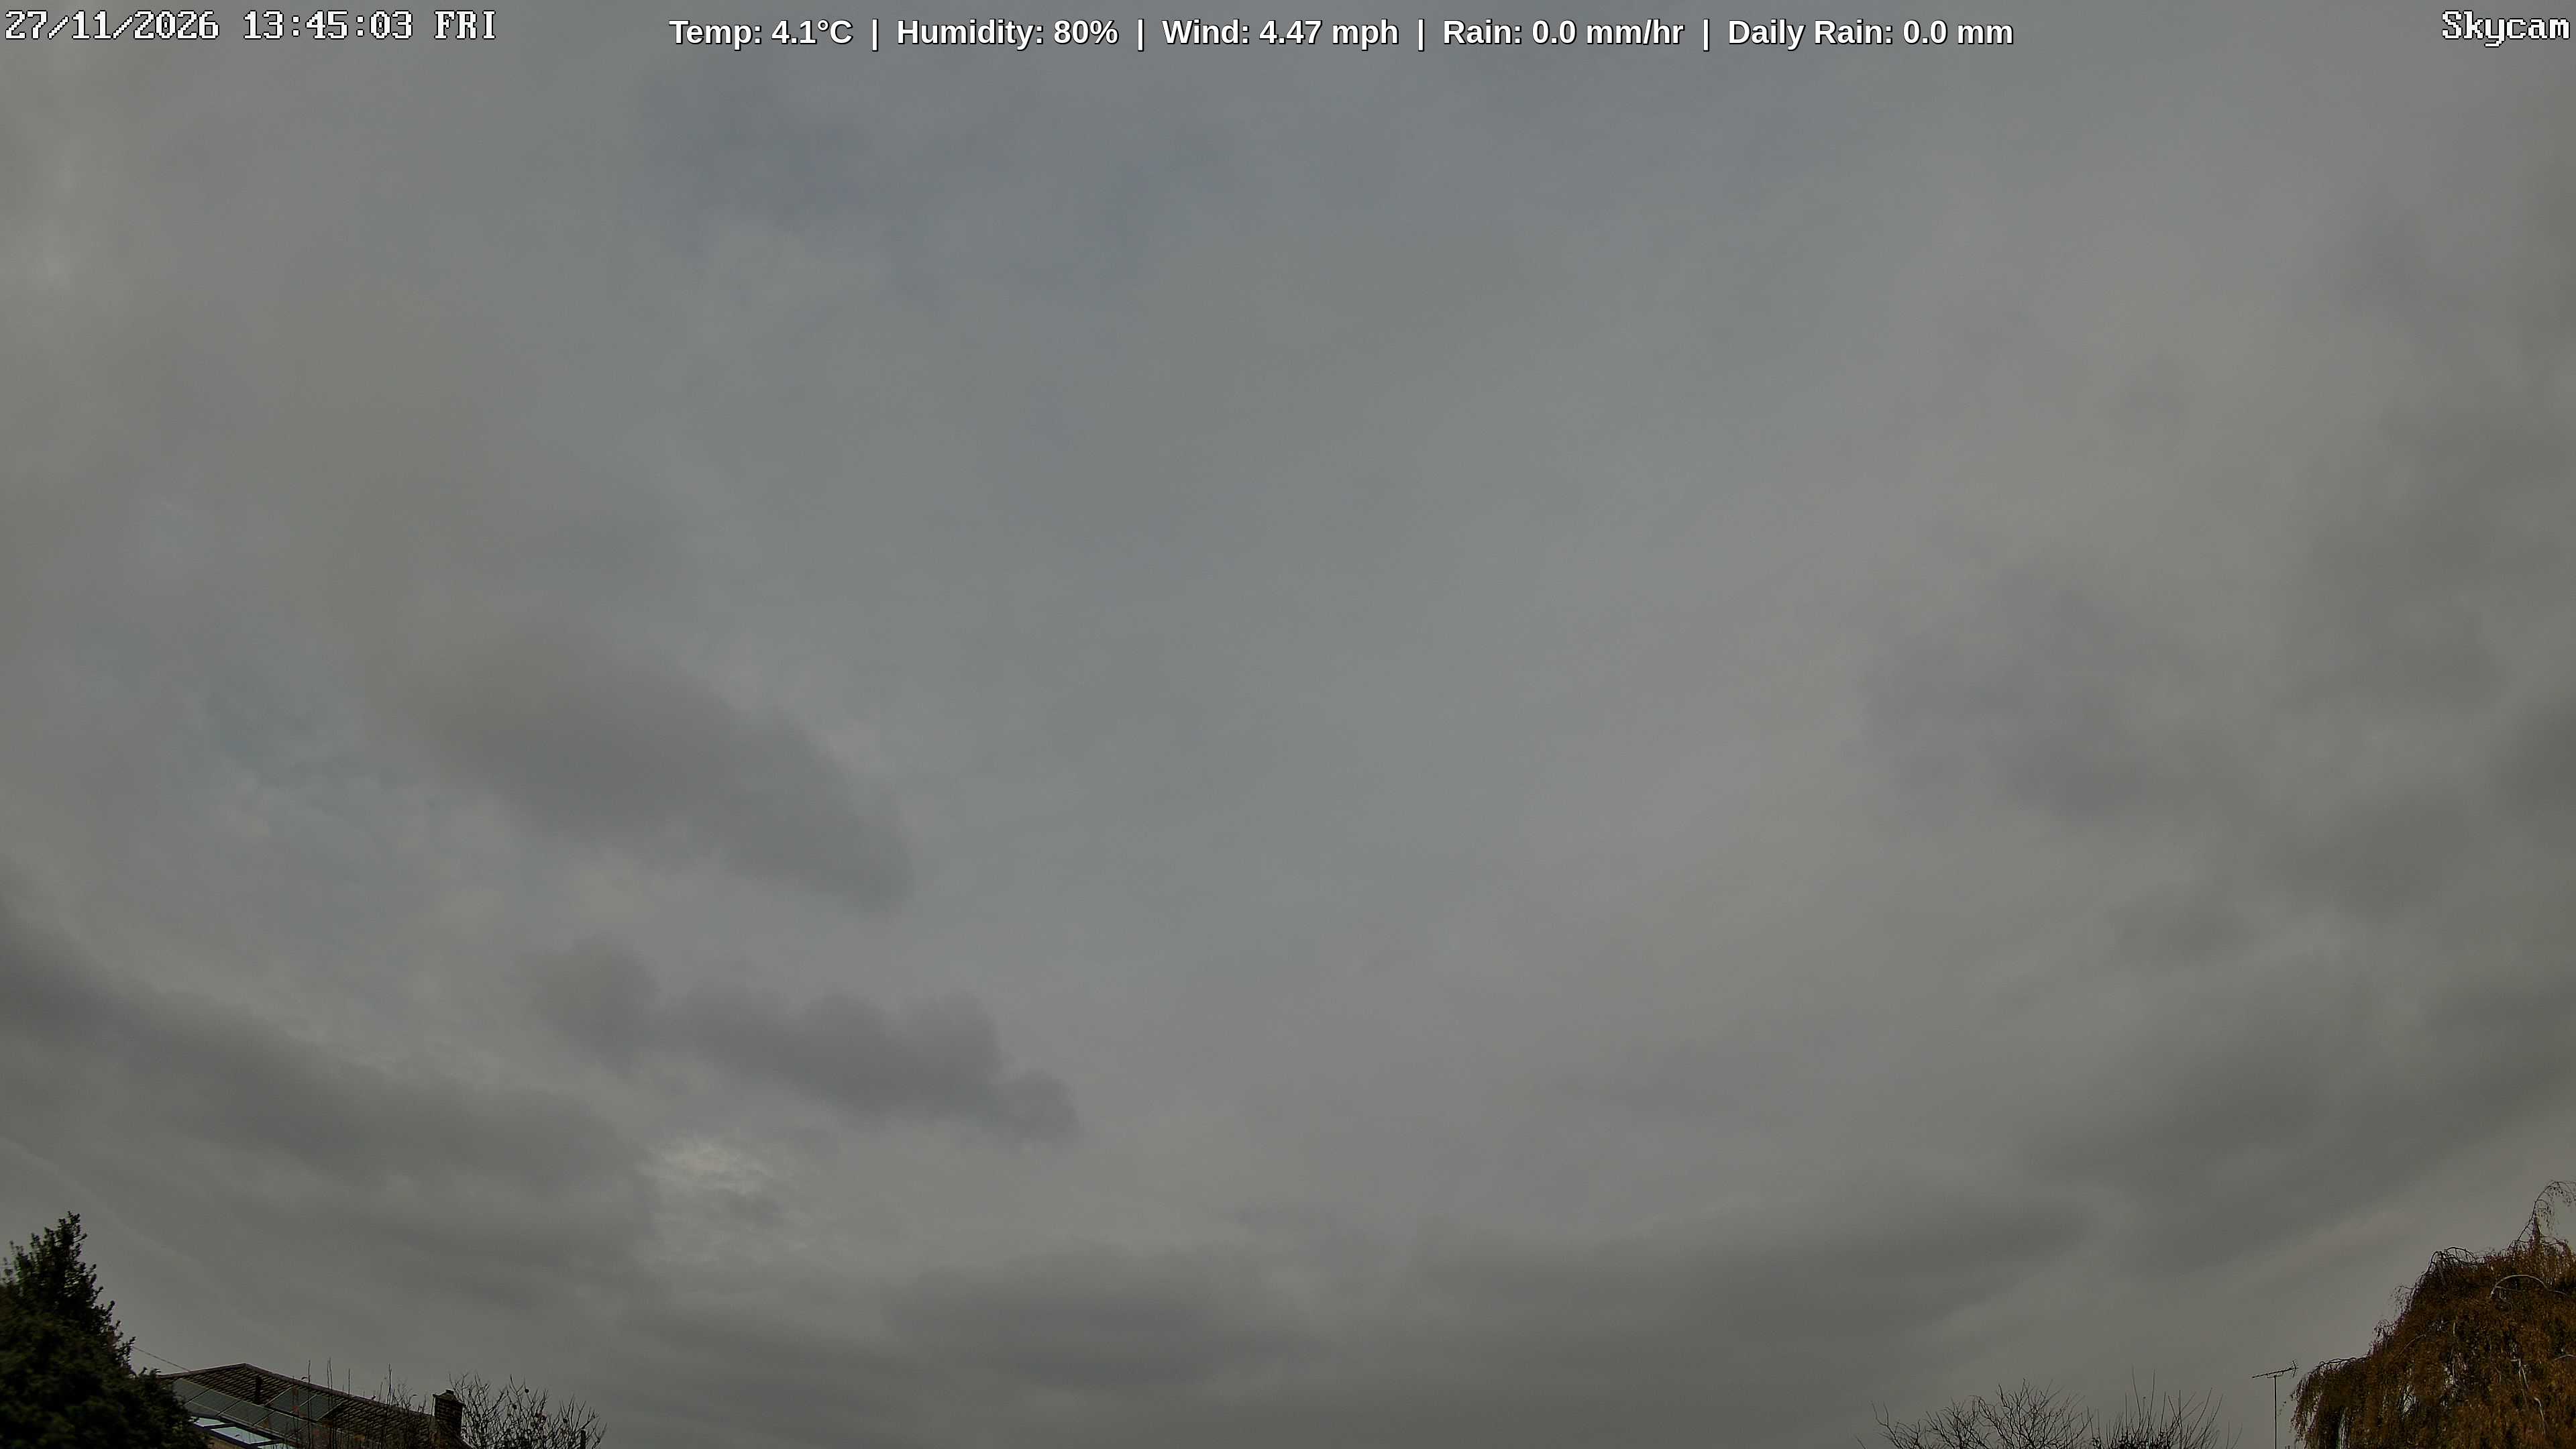 27/11/2026 13:45:03 FRI
Temp: 4.1°C | Humidity: 80% | Wind: 4.47 mph | Rain: 0.0 mm/hr | Daily Rain: 0.0 mm
Skycam